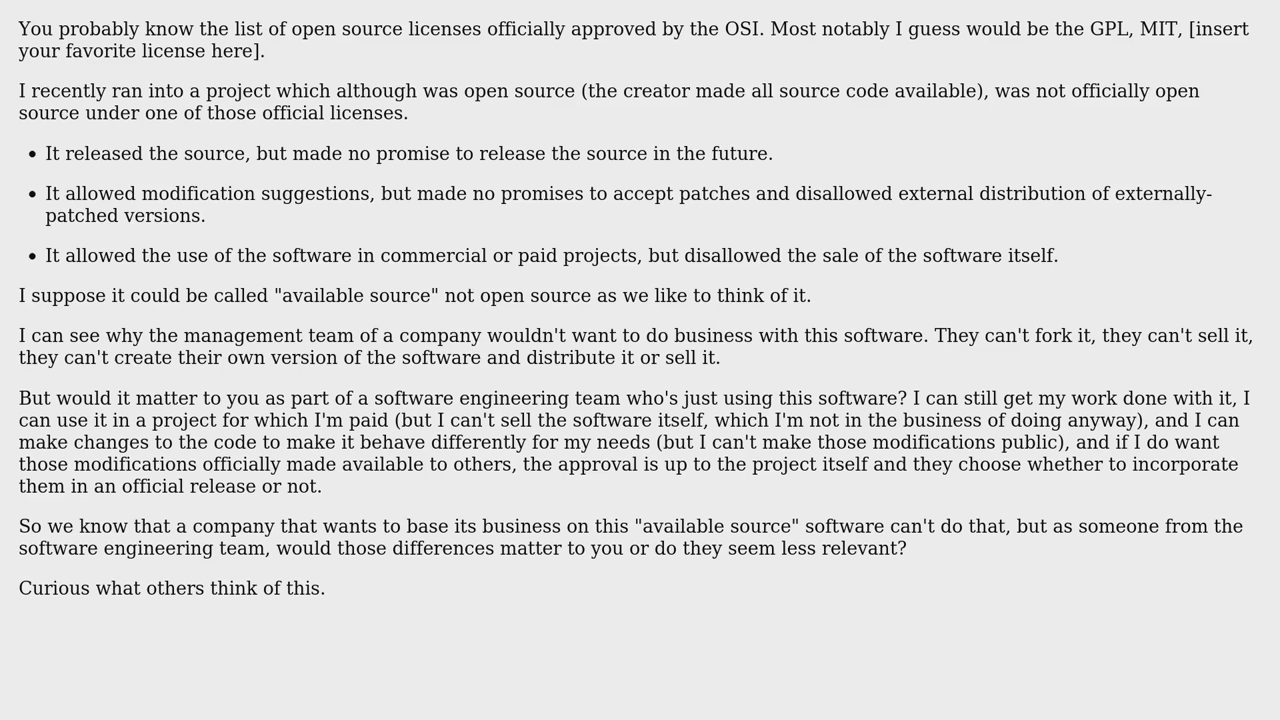 You probably know the list of open source licenses officially approved by the OSI. Most notably I guess would be the GPL, MIT, [insert
your favorite license here].
I recently ran into a project which although was open source (the creator made all source code available), was not officially open
source under one of those official licenses.
• It released the source, but made no promise to release the source in the future.
• It allowed modification suggestions, but made no promises to accept patches and disallowed external distribution of externally-
patched versions.
• It allowed the use of the software in commercial or paid projects, but disallowed the sale of the software itself.
I suppose it could be called "available source" not open source as we like to think of it.
I can see why the management team of a company wouldn't want to do business with this software. They can't fork it, they can't sell it,
they can't create their own version of the software and distribute it or sell it.
But would it matter to you as part of a software engineering team who's just using this software? I can still get my work done with it, I
can use it in a project for which I'm paid (but I can't sell the software itself, which I'm not in the business of doing anyway), and I can
make changes to the code to make it behave differently for my needs (but I can't make those modifications public), and if I do want
those modifications officially made available to others, the approval is up to the project itself and they choose whether to incorporate
them in an official release or not.
So we know that a company that wants to base its business on this "available source" software can't do that, but as someone from the
software engineering team, would those differences matter to you or do they seem less relevant?
Curious what others think of this.